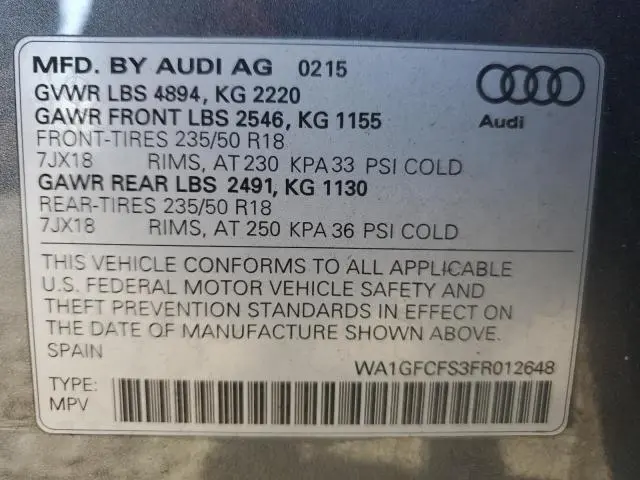 MFD. BY AUDI AG 0215
GVWR LBS 4894, KG 2220
GAWR FRONT LBS 2546, KG 1155
FRONT-TIRES 235/50 R18
7JX18 RIMS, AT 230 KPA 33 PSI COLD
GAWR REAR LBS 2491, KG 1130
REAR-TIRES 235/50 R18
7JX18 RIMS, AT 250 KPA 36 PSI COLD
Audi
THIS VEHICLE CONFORMS TO ALL APPLICABLE
U.S. FEDERAL MOTOR VEHICLE SAFETY AND
THEFT PREVENTION STANDARDS IN EFFECT ON
THE DATE OF MANUFACTURE SHOWN ABOVE.
SPAIN
WA1GFCFS3FR012648
TYPE:
MPV